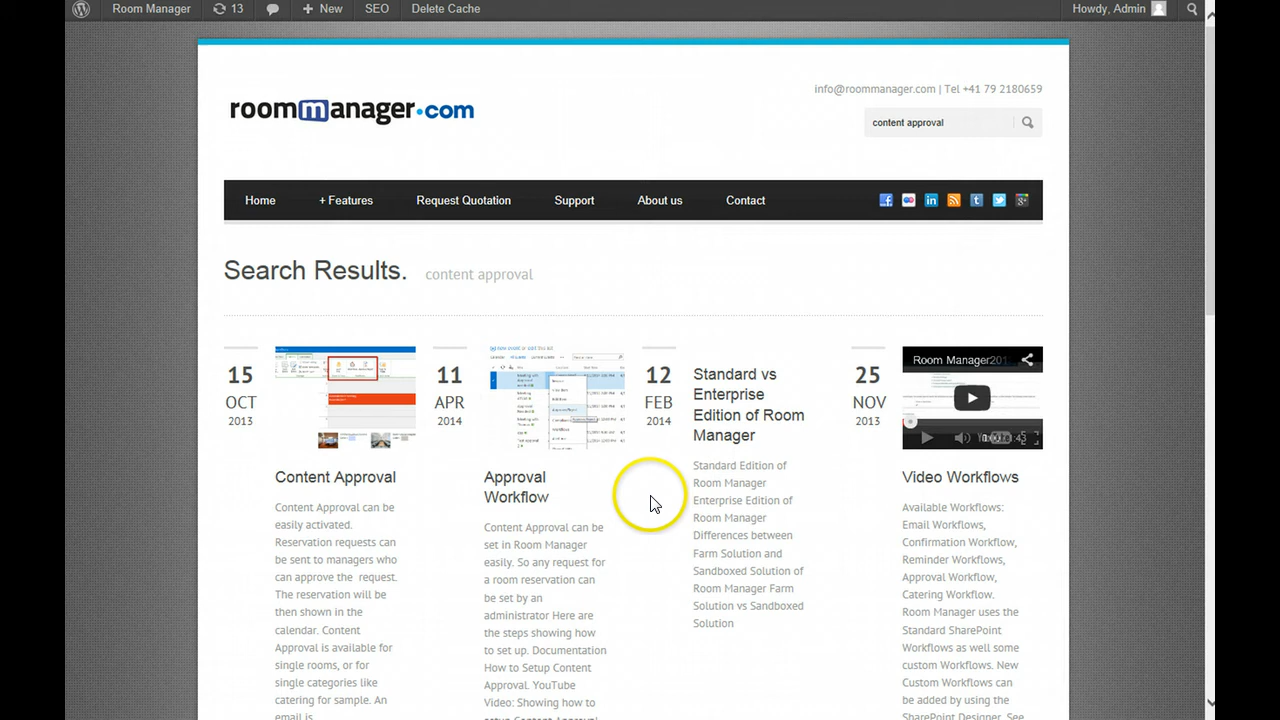 Room Manager 13 + New SEO Delete Cache Howdy, Admin
info@roommanager.com | Tel +41 79 2180659
roommanager.com
content approval
Home + Features Request Quotation Support About us Contact
Search Results. content approval
15
OCT
2013
Content Approval
Content Approval can be
easily activated.
Reservation requests can
be sent to managers who
can approve the request.
The reservation will be
then shown in the
calendar. Content
Approval is available for
single rooms, or for
single categories like
catering for sample. An
email is
11
APR
2014
Approval
Workflow
Content Approval can be
set in Room Manager
easily. So any request for
a room reservation can
be set by an
administrator Here are
the steps showing how
to set up. Documentation
How to Setup Content
Approval. YouTube
Video: Showing how to
setup Content Approval
12
FEB
2014
Standard vs
Enterprise
Edition of Room
Manager
Standard Edition of
Room Manager
Enterprise Edition of
Room Manager
Differences between
Farm Solution and
Sandboxed Solution of
Room Manager Farm
Solution vs Sandboxed
Solution
25
NOV
2013
Room Manager201
Video Workflows
Available Workflows:
Email Workflows,
Confirmation Workflow,
Reminder Workflows,
Approval Workflow,
Catering Workflow.
Room Manager uses the
Standard SharePoint
Workflows as well some
custom Workflows. New
Custom Workflows can
be added by using the
SharePoint Designer. See